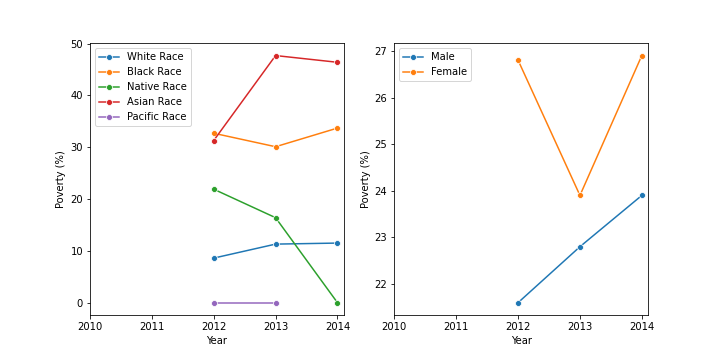 50
40
30
20
10
0
Poverty (%)
White Race
Black Race
Native Race
Asian Race
Pacific Race
2010 2011 2012 2013 2014
Year
27
26
25
24
23
22
Poverty (%)
Male
Female
2010 2011 2012 2013 2014
Year